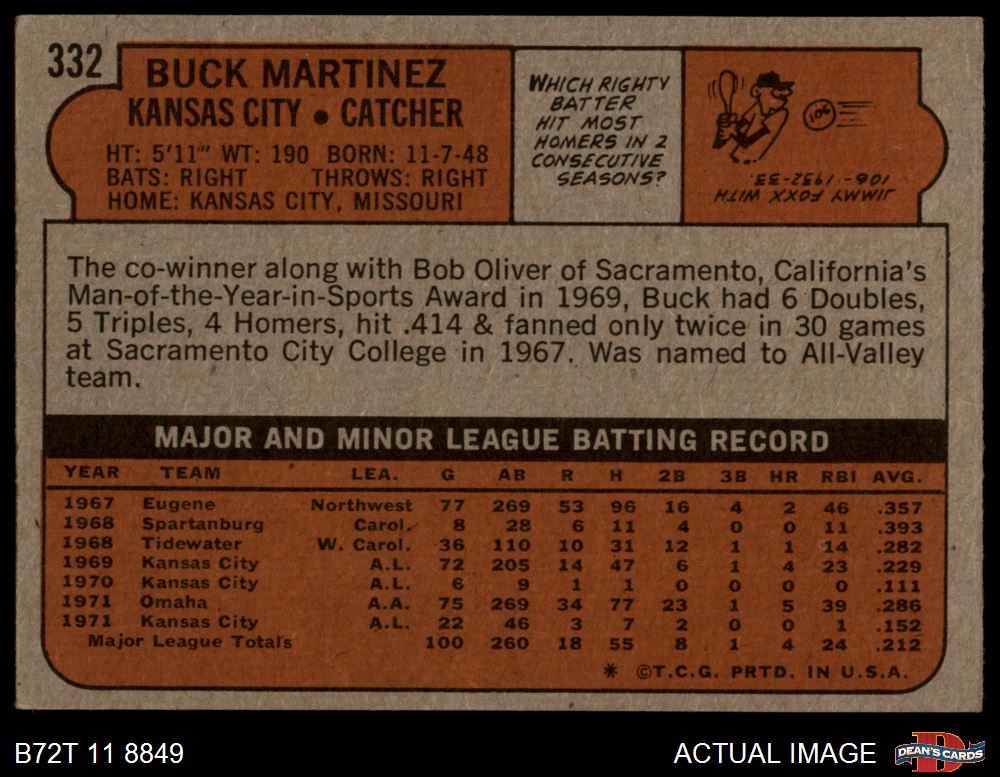 332
BUCK MARTINEZ
KANSAS CITY • CATCHER
HT: 5'11" WT: 190 BORN: 11-7-48
BATS: RIGHT THROWS: RIGHT
HOME: KANSAS CITY, MISSOURI
WHICH RIGHTY
BATTER
HIT MOST
HOMERS IN 2
CONSECUTIVE
SEASONS?
106
JIMMY FOXX WITH
106 - 1932-33.
The co-winner along with Bob Oliver of Sacramento, California's
Man-of-the-Year-in-Sports Award in 1969, Buck had 6 Doubles,
5 Triples, 4 Homers, hit .414 & fanned only twice in 30 games
at Sacramento City College in 1967. Was named to All-Valley
team.
MAJOR AND MINOR LEAGUE BATTING RECORD
YEAR TEAM LEA. G AB R H 2B 3B HR RBI AVG.
1967 Eugene Northwest 77 269 53 96 16 4 2 46 .357
1968 Spartanburg Carol. 8 28 6 11 4 0 0 11 .393
1968 Tidewater W. Carol. 36 110 10 31 12 1 1 14 .282
1969 Kansas City A.L. 72 205 14 47 6 1 4 23 .229
1970 Kansas City A.L. 6 9 1 1 0 0 0 0 .111
1971 Omaha A.A. 75 269 34 77 23 1 5 39 .286
1971 Kansas City A.L. 22 46 3 7 2 0 0 1 .152
Major League Totals 100 260 18 55 8 1 4 24 .212
* ©T.C.G. PRTD. IN U.S.A.
B72T 11 8849
ACTUAL IMAGE
DEAN'S CARDS